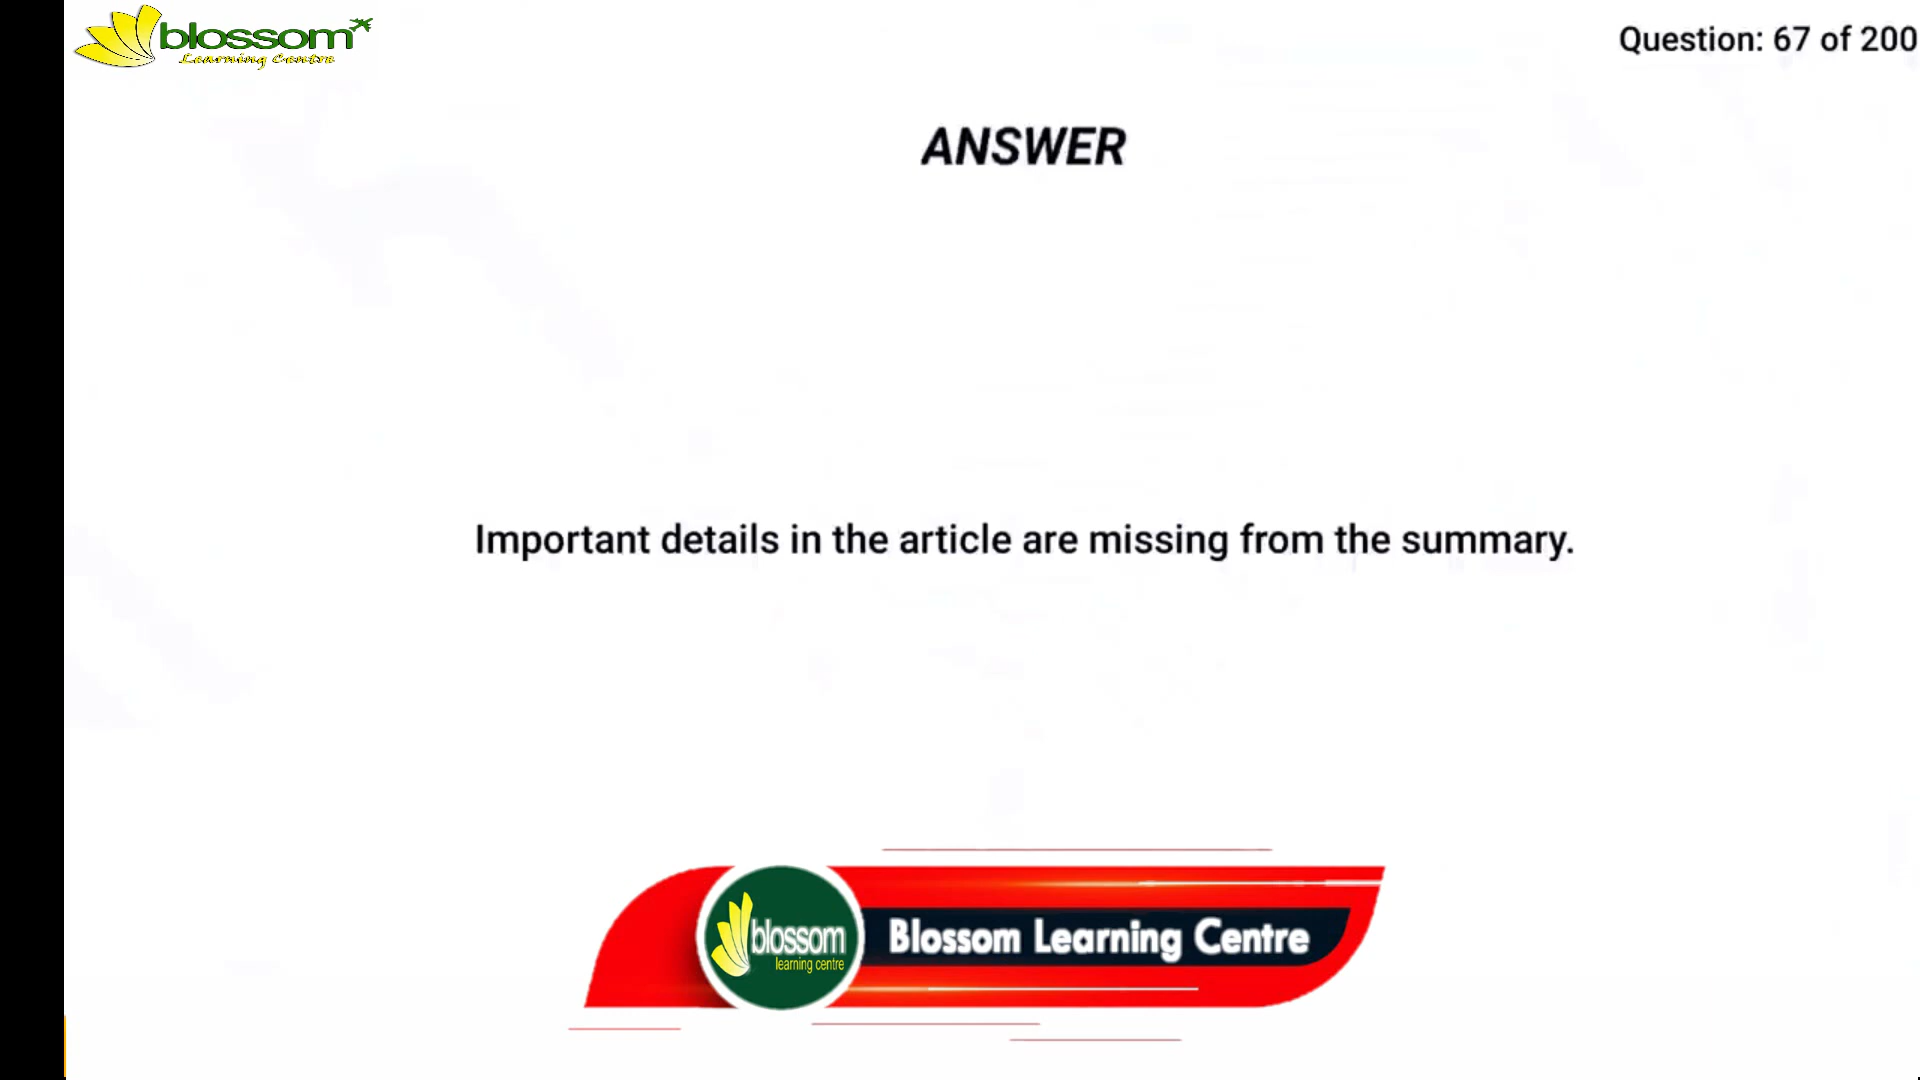 blossom
Learning Centre
Question: 67 of 200
ANSWER
Important details in the article are missing from the summary.
blossom
learning centre
Blossom Learning Centre